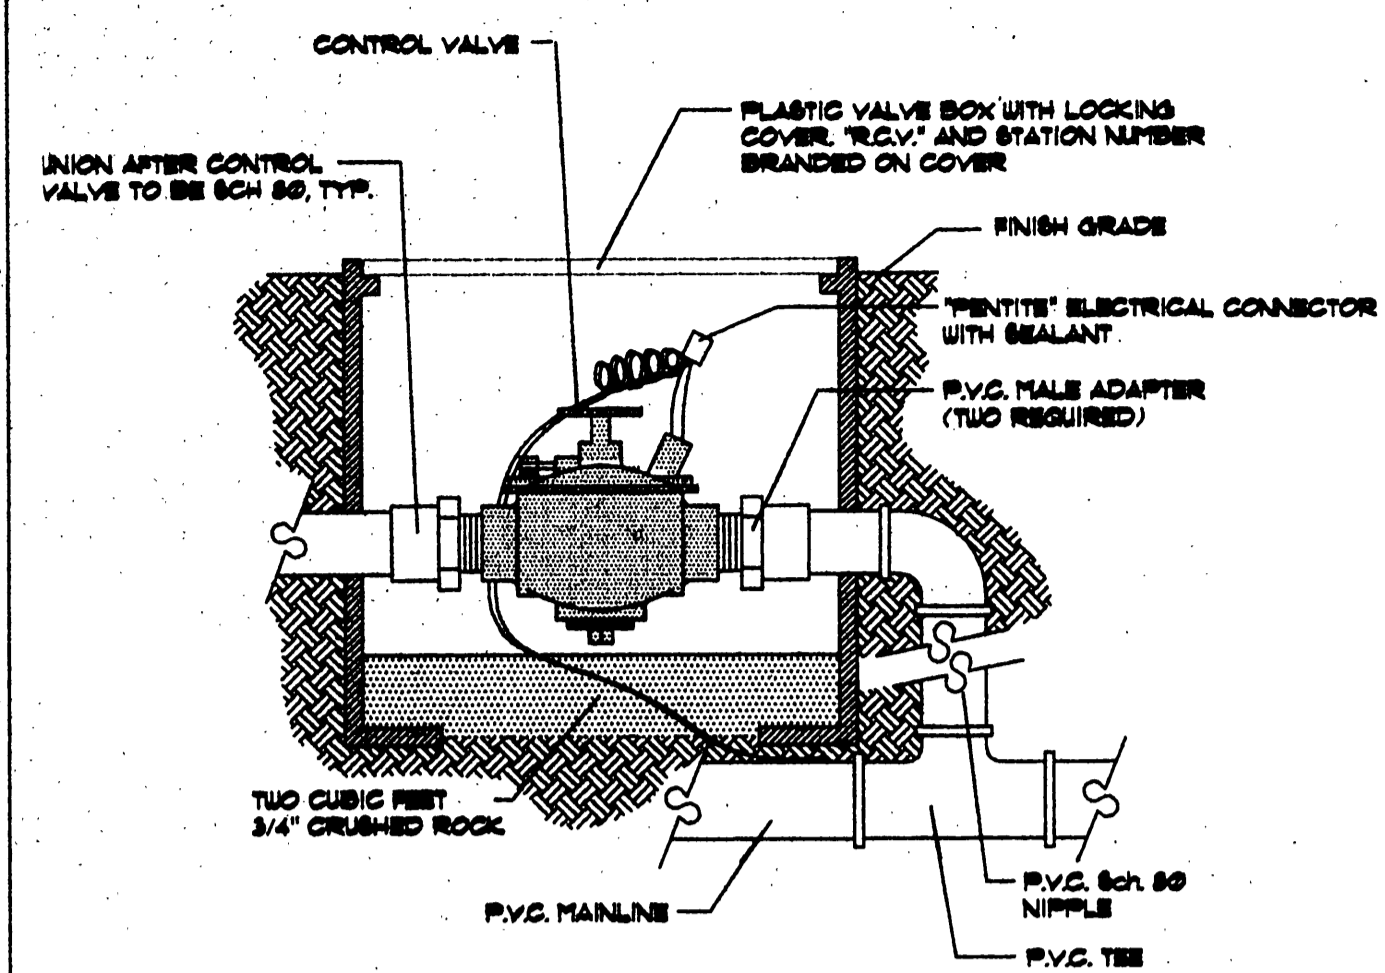 CONTROL VALVE
PLASTIC VALVE BOX WITH LOCKING
COVER. "R.C.V." AND STATION NUMBER
BRANDED ON COVER
UNION AFTER CONTROL
VALVE TO BE SCH 80, TYP.
FINISH GRADE
"PENTITE" ELECTRICAL CONNECTOR
WITH SEALANT
P.V.C. MALE ADAPTER
(TWO REQUIRED)
TWO CUBIC FEET
3/4" CRUSHED ROCK
P.V.C. MAINLINE
P.V.C. Sch. 80
NIPPLE
P.V.C. TEE